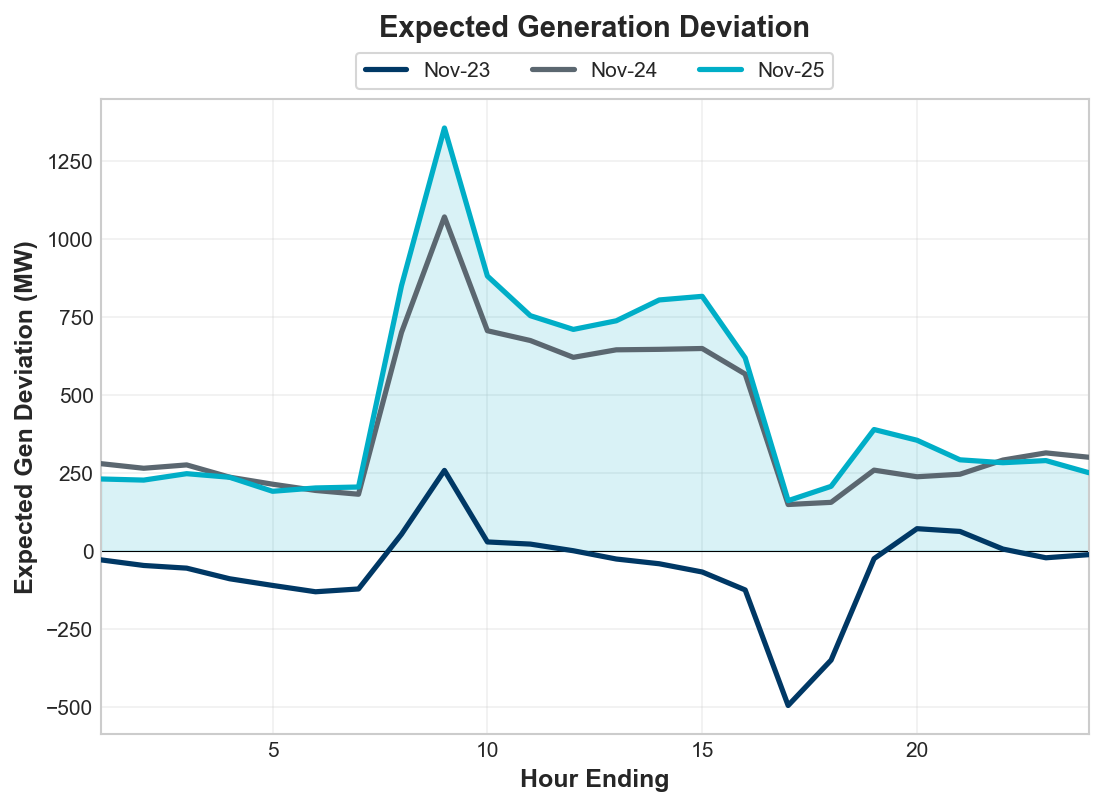 Expected Generation Deviation
Nov-23 Nov-24 Nov-25
Expected Gen Deviation (MW)
1250
1000
750
500
250
0
−250
−500
5 10 15 20
Hour Ending